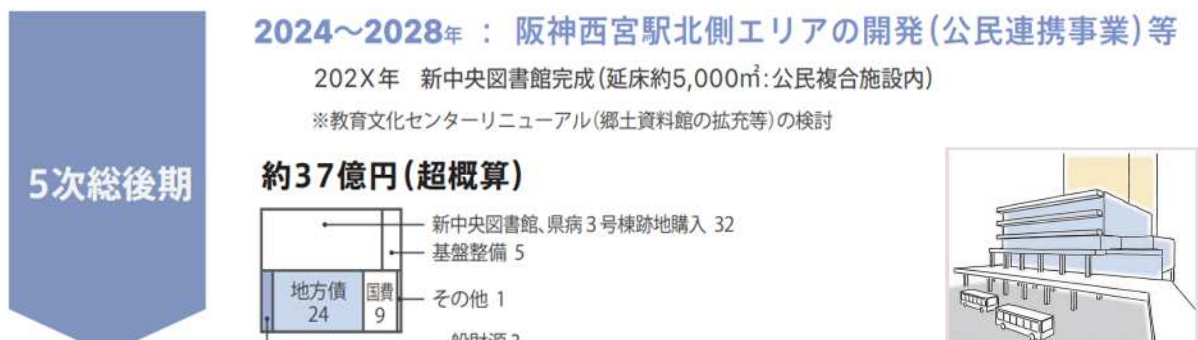 2024～2028年 ： 阪神西宮駅北側エリアの開発(公民連携事業)等
202X年　新中央図書館完成(延床約5,000㎡:公民複合施設内)
※教育文化センターリニューアル(郷土資料館の拡充等)の検討
5次総後期
約37億円(超概算)
新中央図書館、県病３号棟跡地購入 32
基盤整備 5
地方債
24
国費
9
その他 1